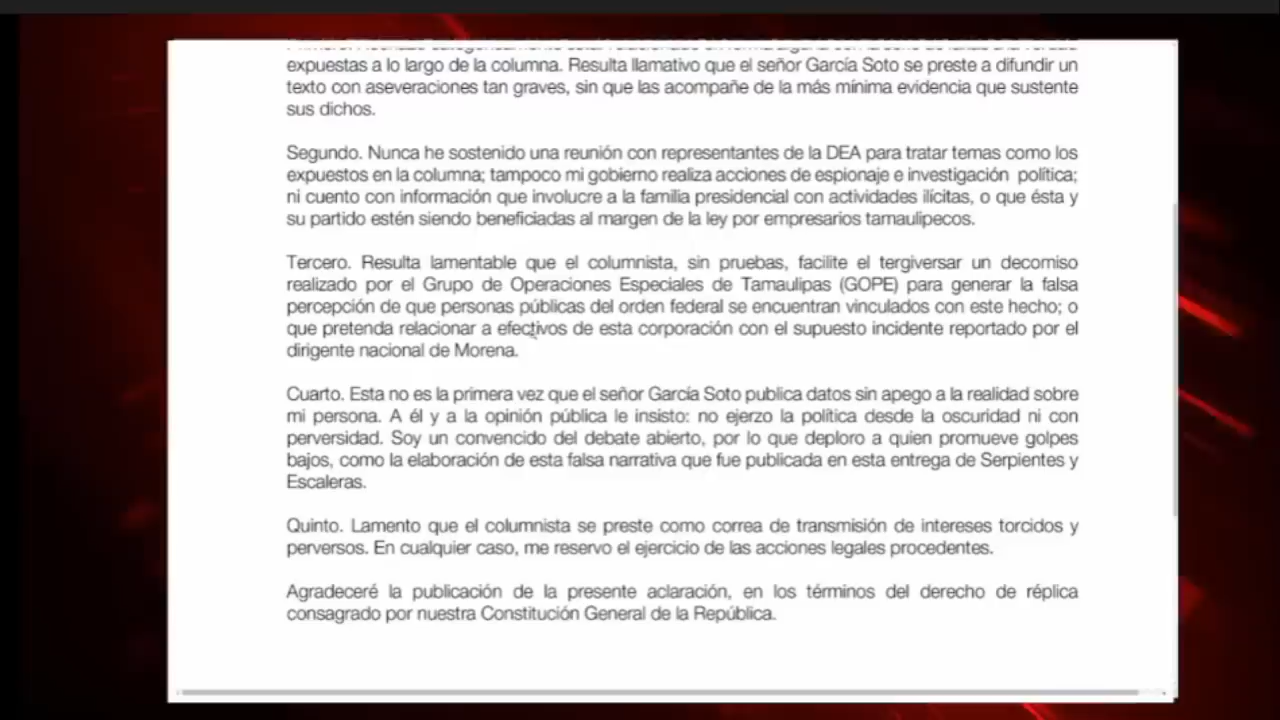 expuestas a lo largo de la columna. Resulta llamativo que el señor García Soto se preste a difundir un
texto con aseveraciones tan graves, sin que las acompañe de la más mínima evidencia que sustente
sus dichos.
Segundo. Nunca he sostenido una reunión con representantes de la DEA para tratar temas como los
expuestos en la columna; tampoco mi gobierno realiza acciones de espionaje e investigación política;
ni cuento con información que involucre a la familia presidencial con actividades ilícitas, o que ésta y
su partido estén siendo beneficiadas al margen de la ley por empresarios tamaulipecos.
Tercero. Resulta lamentable que el columnista, sin pruebas, facilite el tergiversar un decomiso
realizado por el Grupo de Operaciones Especiales de Tamaulipas (GOPE) para generar la falsa
percepción de que personas públicas del orden federal se encuentran vinculados con este hecho; o
que pretenda relacionar a efectivos de esta corporación con el supuesto incidente reportado por el
dirigente nacional de Morena.
Cuarto. Esta no es la primera vez que el señor García Soto publica datos sin apego a la realidad sobre
mi persona. A él y a la opinión pública le insisto: no ejerzo la política desde la oscuridad ni con
perversidad. Soy un convencido del debate abierto, por lo que deploro a quien promueve golpes
bajos, como la elaboración de esta falsa narrativa que fue publicada en esta entrega de Serpientes y
Escaleras.
Quinto. Lamento que el columnista se preste como correa de transmisión de intereses torcidos y
perversos. En cualquier caso, me reservo el ejercicio de las acciones legales procedentes.
Agradeceré la publicación de la presente aclaración, en los términos del derecho de réplica
consagrado por nuestra Constitución General de la República.